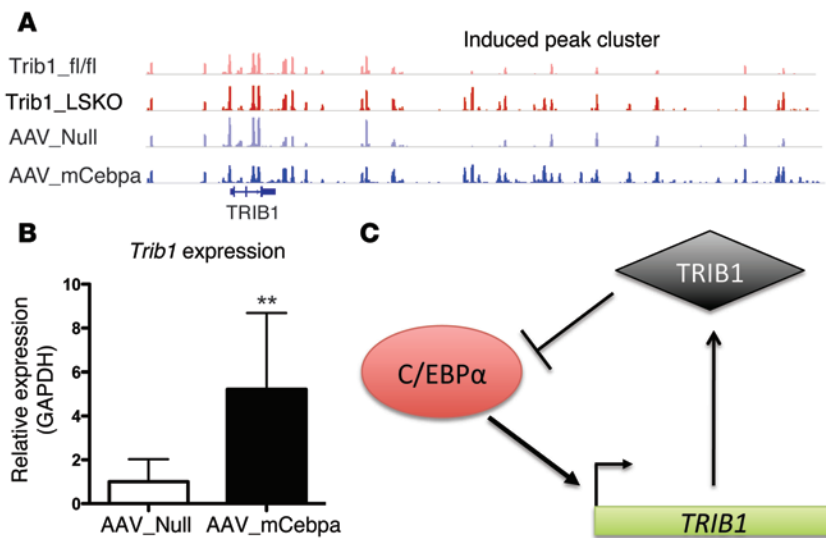 A
Induced peak cluster
Trib1_fl/fl
Trib1_LSKO
AAV_Null
AAV_mCebpa
TRIB1
B
Trib1 expression
Relative expression
(GAPDH)
10
8
6
4
2
0
**
AAV_Null AAV_mCebpa
C
TRIB1
C/EBPα
TRIB1